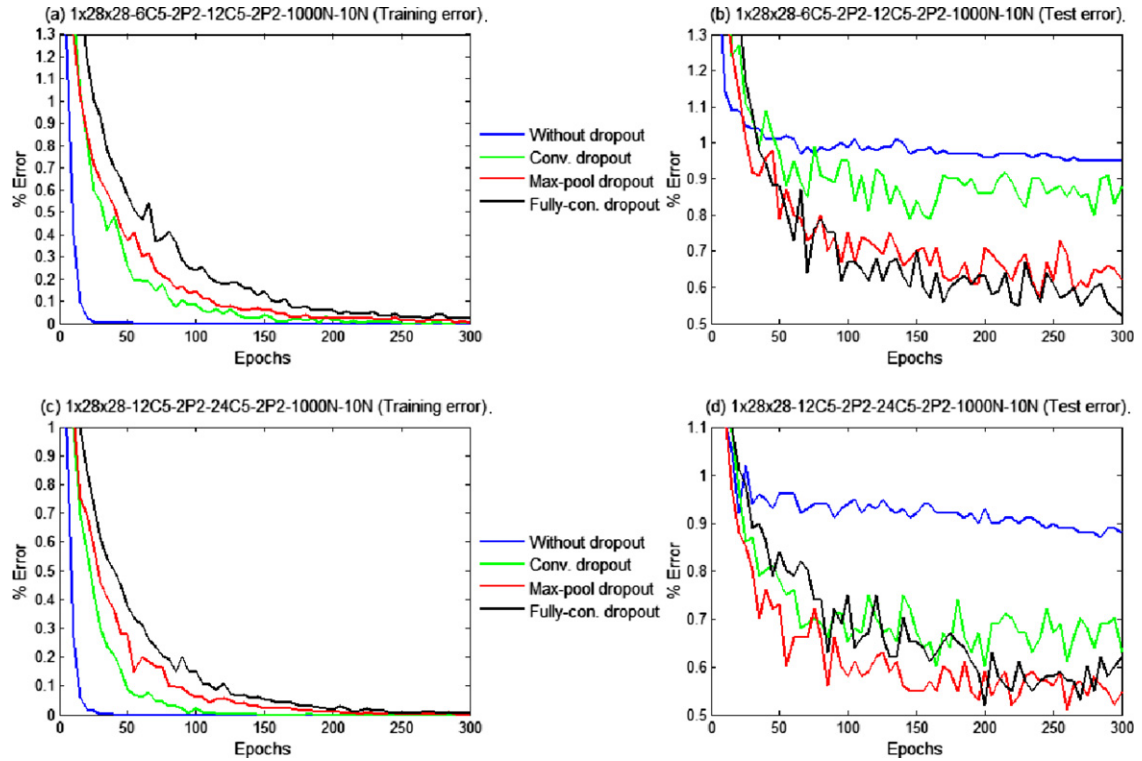 (a) 1x28x28-6C5-2P2-12C5-2P2-1000N-10N (Training error).
1.3
1.2
1.1
1
0.9
0.8
0.7
0.6
0.5
0.4
0.3
0.2
0.1
0
% Error
0 50 100 150 200 250 300
Epochs
Without dropout
Conv. dropout
Max-pool dropout
Fully-con. dropout
(b) 1x28x28-6C5-2P2-12C5-2P2-1000N-10N (Test error).
1.3
1.2
1.1
1
0.9
0.8
0.7
0.6
0.5
% Error
0 50 100 150 200 250 300
Epochs
(c) 1x28x28-12C5-2P2-24C5-2P2-1000N-10N (Training error).
1
0.9
0.8
0.7
0.6
0.5
0.4
0.3
0.2
0.1
0
% Error
0 50 100 150 200 250 300
Epochs
Without dropout
Conv. dropout
Max-pool dropout
Fully-con. dropout
(d) 1x28x28-12C5-2P2-24C5-2P2-1000N-10N (Test error).
1.1
1
0.9
0.8
0.7
0.6
0.5
% Error
0 50 100 150 200 250 300
Epochs